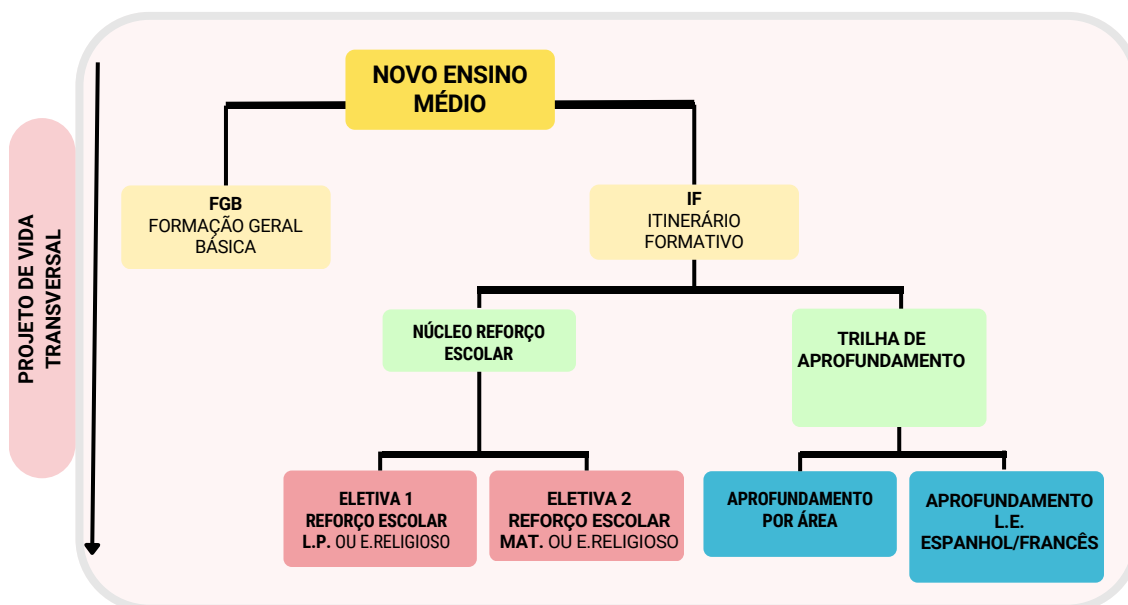 NOVO ENSINO
MÉDIO
FGB
FORMAÇÃO GERAL
BÁSICA
IF
ITINERÁRIO
FORMATIVO
PROJETO DE VIDA
TRANSVERSAL
NÚCLEO REFORÇO
ESCOLAR
TRILHA DE
APROFUNDAMENTO
ELETIVA 1
REFORÇO ESCOLAR
L.P. OU E.RELIGIOSO
ELETIVA 2
REFORÇO ESCOLAR
MAT. OU E.RELIGIOSO
APROFUNDAMENTO
POR ÁREA
APROFUNDAMENTO
L.E.
ESPANHOL/FRANCÊS